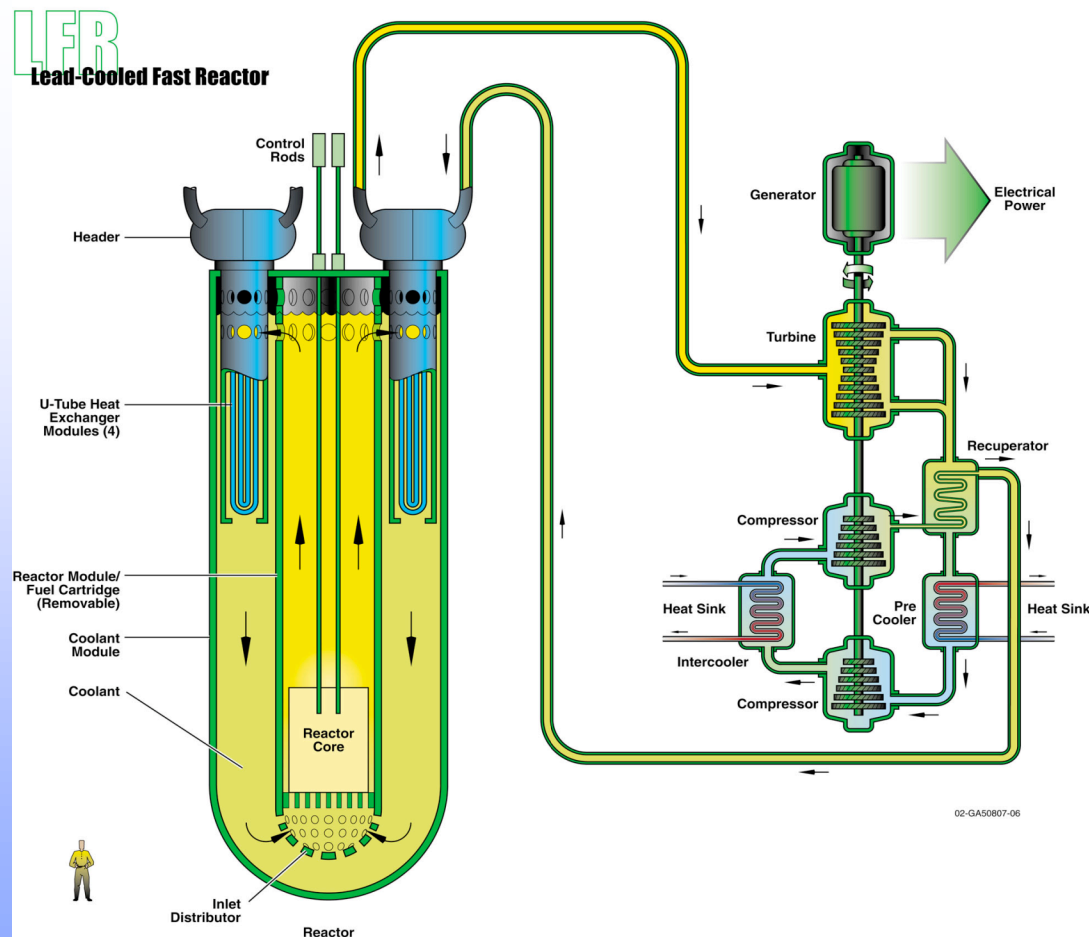 LFR
Lead-Cooled Fast Reactor
Control
Rods
Header
U-Tube Heat
Exchanger
Modules (4)
Reactor Module/
Fuel Cartridge
(Removable)
Coolant
Module
Coolant
Reactor
Core
Inlet
Distributor
Reactor
Generator
Electrical
Power
Turbine
Recuperator
Compressor
Heat Sink
Pre
Cooler
Heat Sink
Intercooler
Compressor
02-GA50807-06